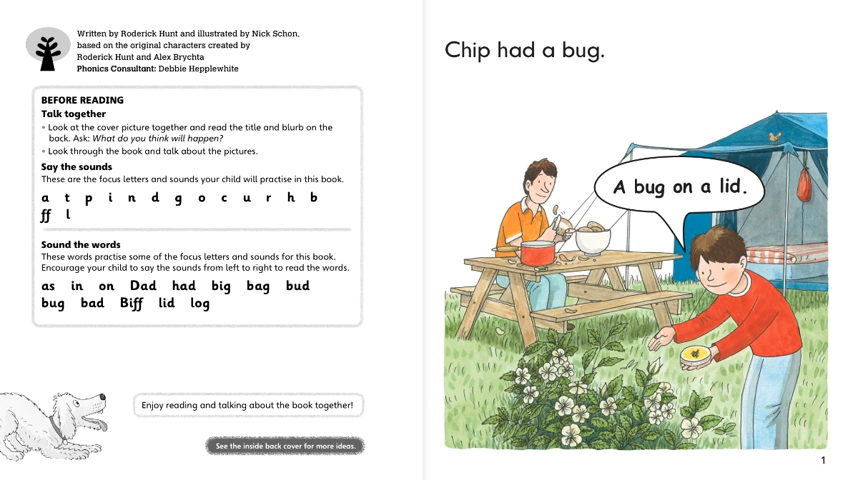 Written by Roderick Hunt and illustrated by Nick Schon,
based on the original characters created by
Roderick Hunt and Alex Brychta
Phonics Consultant: Debbie Hepplewhite
BEFORE READING
Talk together
• Look at the cover picture together and read the title and blurb on the
back. Ask: What do you think will happen?
• Look through the book and talk about the pictures.
Say the sounds
These are the focus letters and sounds your child will practise in this book.
a t p i n d g o c u r h b
ff l
Sound the words
These words practise some of the focus letters and sounds for this book.
Encourage your child to say the sounds from left to right to read the words.
as in on Dad had big bag bud
bug bad Biff lid log
Enjoy reading and talking about the book together!
See the inside back cover for more ideas.
Chip had a bug.
A bug on a lid.
1